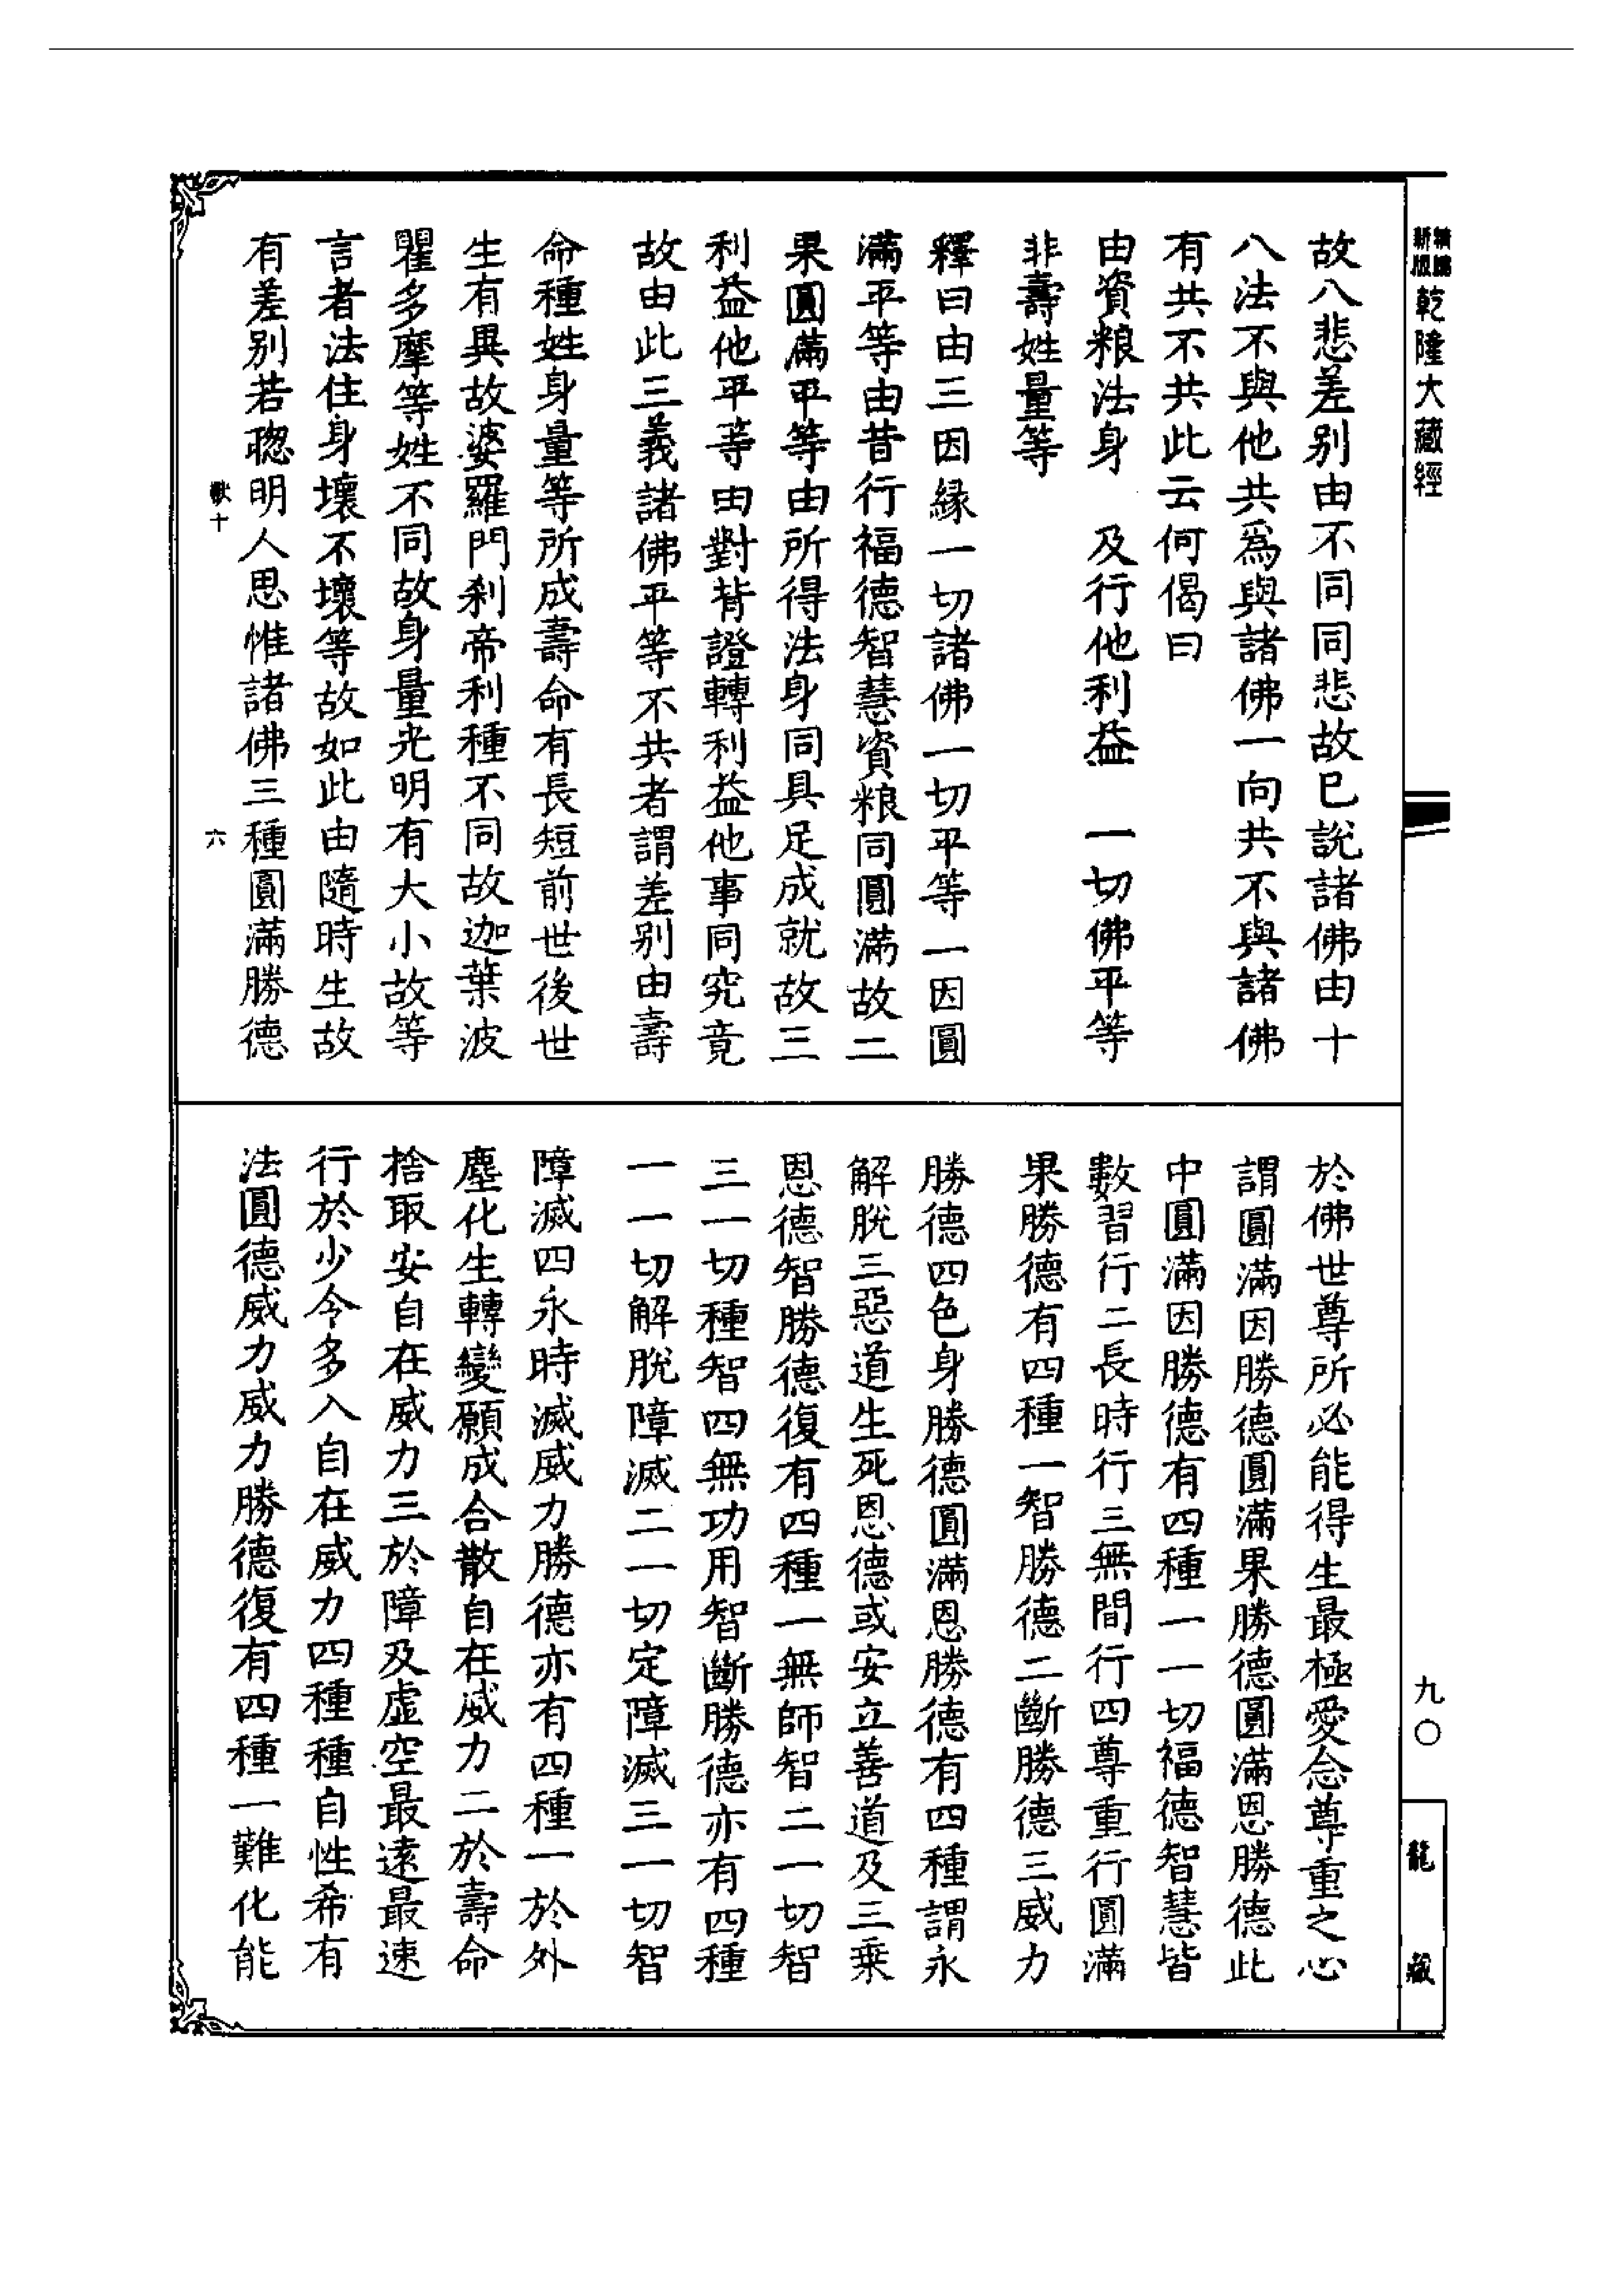 精鵰新版
乾隆大藏經
故八悲差别由不同同悲故已說諸佛由十
八法不與他共爲與諸佛一向共不與諸佛
有共不共此云何偈曰
由資粮法身　及行他利益　一切佛平等
非壽姓量等
釋曰由三因緣一切諸佛一切平等一因圓
滿平等由昔行福德智慧資粮同圓滿故二
果圓滿平等由所得法身同具足成就故三
利益他平等由對背證轉利益他事同究竟
故由此三義諸佛平等不共者謂差别由壽
命種姓身量等所成壽命有長短前世後世
生有異故婆羅門刹帝利種不同故迦葉波
瞿多摩等姓不同故身量光明有大小故等
言者法住身壞不壞等故如此由隨時生故
有差别若聰明人思惟諸佛三種圓滿勝德
獸十
六
於佛世尊所必能得生最極愛念尊重之心
謂圓滿因勝德圓滿果勝德圓滿恩勝德此
中圓滿因勝德有四種一一切福德智慧皆
數習行二長時行三無間行四尊重行圓滿
果勝德有四種一智勝德二斷勝德三威力
勝德四色身勝德圓滿恩勝德有四種謂永
解脫三惡道生死恩德或安立善道及三乘
恩德智勝德復有四種一無師智二一切智
三一切種智四無功用智斷勝德亦有四種
一一切解脫障滅二一切定障滅三一切智
障滅四永時滅威力勝德亦有四種一於外
塵化生轉變願成合散自在威力二於壽命
捨取安自在威力三於障及虛空最遠最速
行於少令多入自在威力四種種自性希有
法圓德威力威力勝德復有四種一難化能
九〇
龍藏